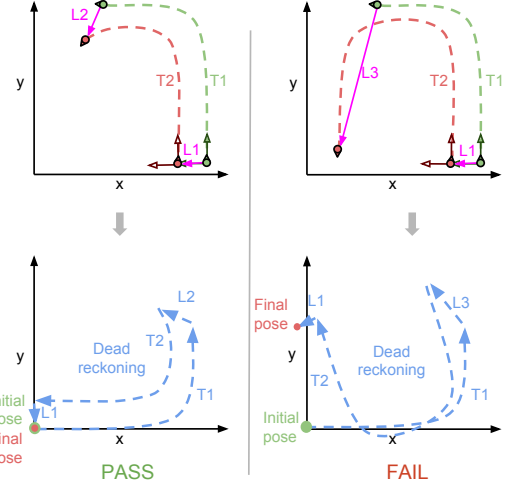 L2
T2
T1
y
L1
x
L3
T2
T1
y
L1
x
L2
T2
Dead
reckoning
y
T1
L1
x
Initial
pose
Final
pose
PASS
L1
L3
Final
pose
y
Dead
reckoning
T2
T1
Initial
pose
x
FAIL